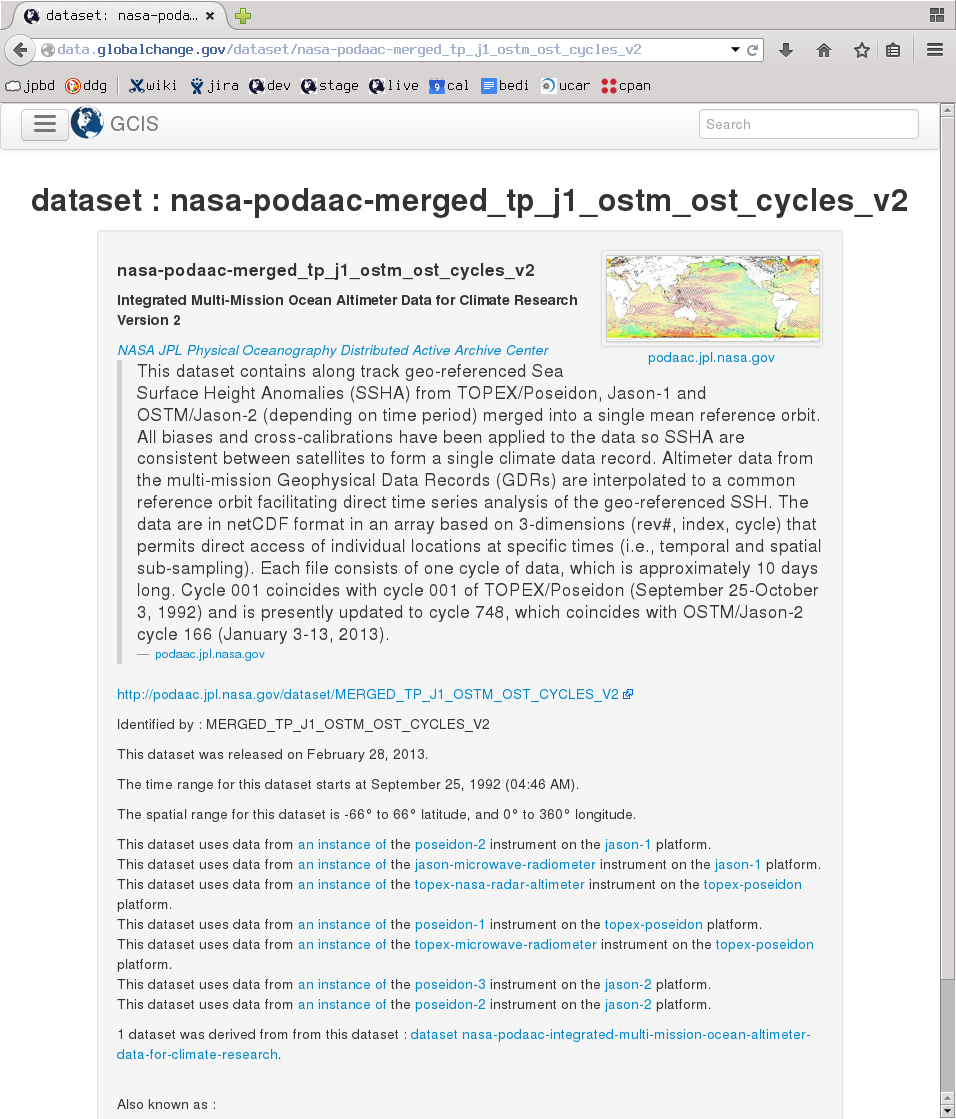 dataset: nasa-poda...
data.globalchange.gov/dataset/nasa-podaac-merged_tp_j1_ostm_ost_cycles_v2
jpbd ddg wiki jira dev stage live 9 cal bedi ucar cpan
GCIS Search
dataset : nasa-podaac-merged_tp_j1_ostm_ost_cycles_v2
nasa-podaac-merged_tp_j1_ostm_ost_cycles_v2
Integrated Multi-Mission Ocean Altimeter Data for Climate Research
Version 2
NASA JPL Physical Oceanography Distributed Active Archive Center
podaac.jpl.nasa.gov
This dataset contains along track geo-referenced Sea
Surface Height Anomalies (SSHA) from TOPEX/Poseidon, Jason-1 and
OSTM/Jason-2 (depending on time period) merged into a single mean reference orbit.
All biases and cross-calibrations have been applied to the data so SSHA are
consistent between satellites to form a single climate data record. Altimeter data from
the multi-mission Geophysical Data Records (GDRs) are interpolated to a common
reference orbit facilitating direct time series analysis of the geo-referenced SSH. The
data are in netCDF format in an array based on 3-dimensions (rev#, index, cycle) that
permits direct access of individual locations at specific times (i.e., temporal and spatial
sub-sampling). Each file consists of one cycle of data, which is approximately 10 days
long. Cycle 001 coincides with cycle 001 of TOPEX/Poseidon (September 25-October
3, 1992) and is presently updated to cycle 748, which coincides with OSTM/Jason-2
cycle 166 (January 3-13, 2013).
— podaac.jpl.nasa.gov
http://podaac.jpl.nasa.gov/dataset/MERGED_TP_J1_OSTM_OST_CYCLES_V2
Identified by : MERGED_TP_J1_OSTM_OST_CYCLES_V2
This dataset was released on February 28, 2013.
The time range for this dataset starts at September 25, 1992 (04:46 AM).
The spatial range for this dataset is -66° to 66° latitude, and 0° to 360° longitude.
This dataset uses data from an instance of the poseidon-2 instrument on the jason-1 platform.
This dataset uses data from an instance of the jason-microwave-radiometer instrument on the jason-1 platform.
This dataset uses data from an instance of the topex-nasa-radar-altimeter instrument on the topex-poseidon
platform.
This dataset uses data from an instance of the poseidon-1 instrument on the topex-poseidon platform.
This dataset uses data from an instance of the topex-microwave-radiometer instrument on the topex-poseidon
platform.
This dataset uses data from an instance of the poseidon-3 instrument on the jason-2 platform.
This dataset uses data from an instance of the poseidon-2 instrument on the jason-2 platform.
1 dataset was derived from from this dataset : dataset nasa-podaac-integrated-multi-mission-ocean-altimeter-
data-for-climate-research.
Also known as :